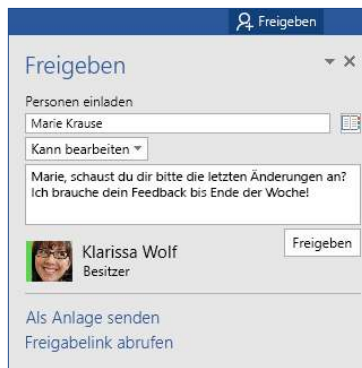 Freigeben
Freigeben
Personen einladen
Marie Krause
Kann bearbeiten
Marie, schaust du dir bitte die letzten Änderungen an?
Ich brauche dein Feedback bis Ende der Woche!
Freigeben
Klarissa Wolf
Besitzer
Als Anlage senden
Freigabelink abrufen